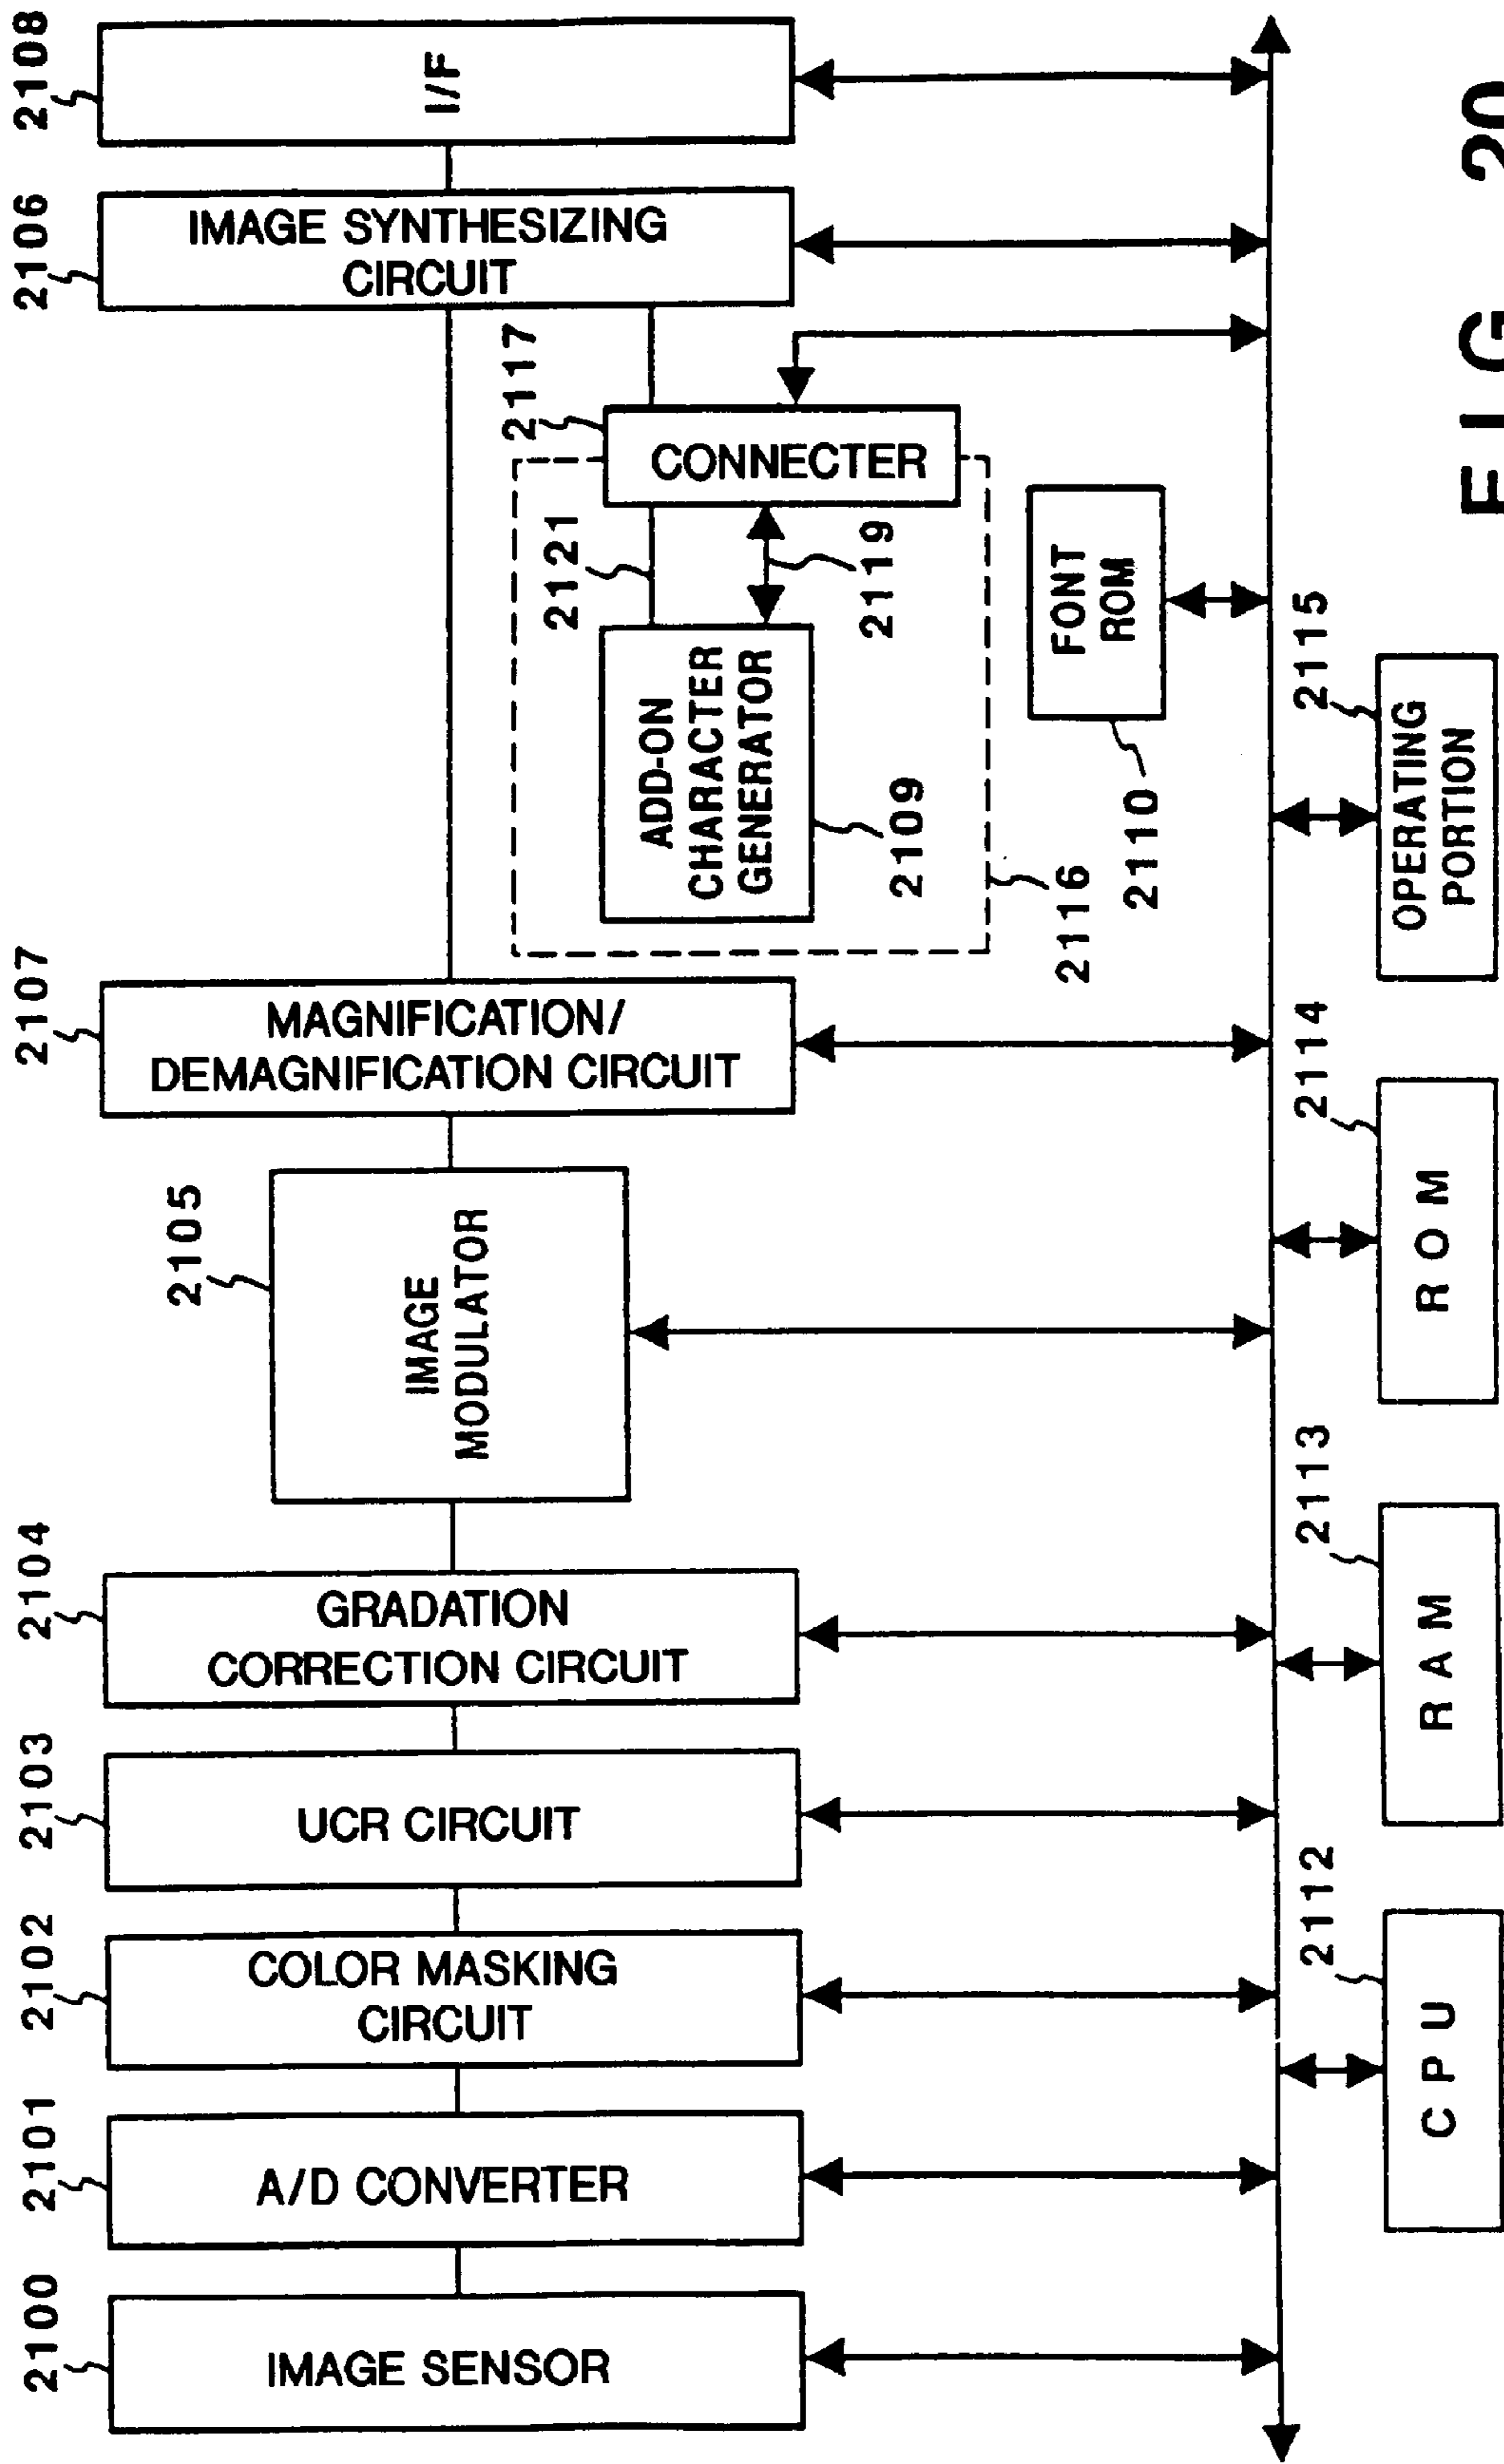 2100
IMAGE SENSOR
2101
A/D CONVERTER
2102
COLOR MASKING
CIRCUIT
2103
UCR CIRCUIT
2104
GRADATION
CORRECTION CIRCUIT
2105
IMAGE
MODULATOR
2107
MAGNIFICATION/
DEMAGNIFICATION CIRCUIT
2106
IMAGE SYNTHESIZING
CIRCUIT
2108
I/F
2121
2117
ADD-ON
CHARACTER
GENERATOR
CONNECTER
2109
2119
2116
FONT
ROM
2110
2112
CPU
2113
RAM
2114
ROM
2115
OPERATING
PORTION
FIG. 20